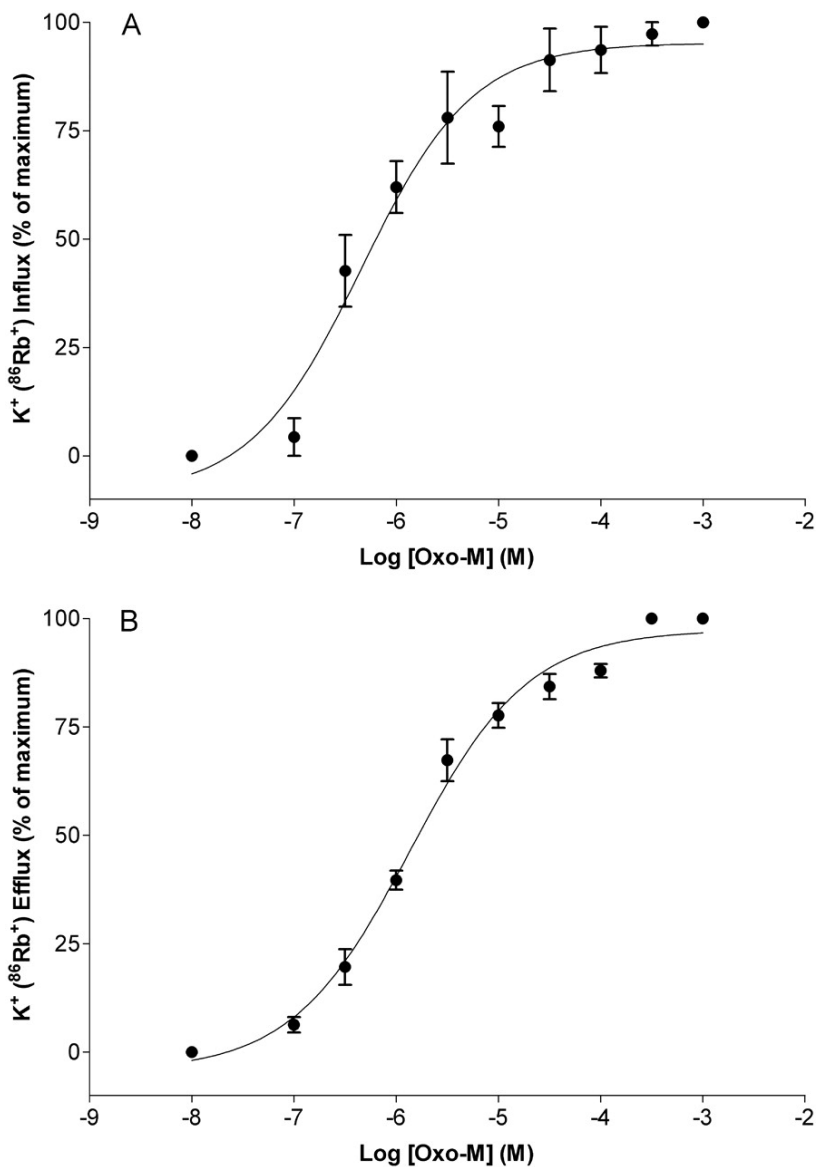 A
K⁺ (⁸⁶Rb⁺) Influx (% of maximum)
100
75
50
25
0
-9 -8 -7 -6 -5 -4 -3 -2
Log [Oxo-M] (M)
B
K⁺ (⁸⁶Rb⁺) Efflux (% of maximum)
100
75
50
25
0
-9 -8 -7 -6 -5 -4 -3 -2
Log [Oxo-M] (M)